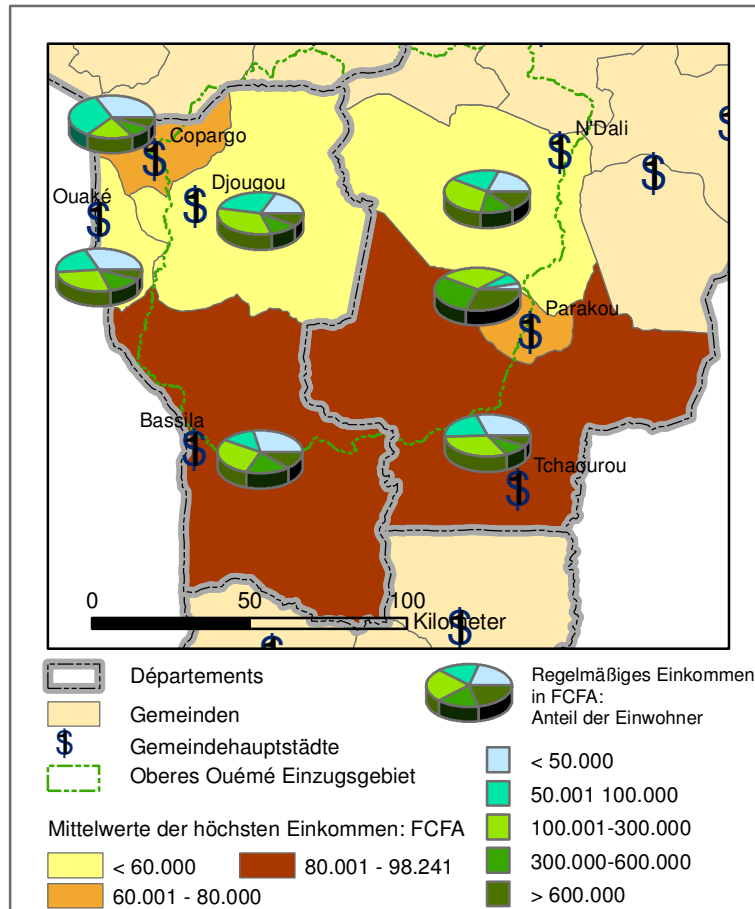 Copargo
N'Dali
Ouaké
Djougou
Parakou
Bassila
Tchaourou
0 50 100
Kilometer
Départements
Gemeinden
Gemeindehauptstädte
Oberes Ouémé Einzugsgebiet
Mittelwerte der höchsten Einkommen: FCFA
< 60.000
80.001 - 98.241
60.001 - 80.000
Regelmäßiges Einkommen
in FCFA:
Anteil der Einwohner
< 50.000
50.001 100.000
100.001-300.000
300.000-600.000
> 600.000